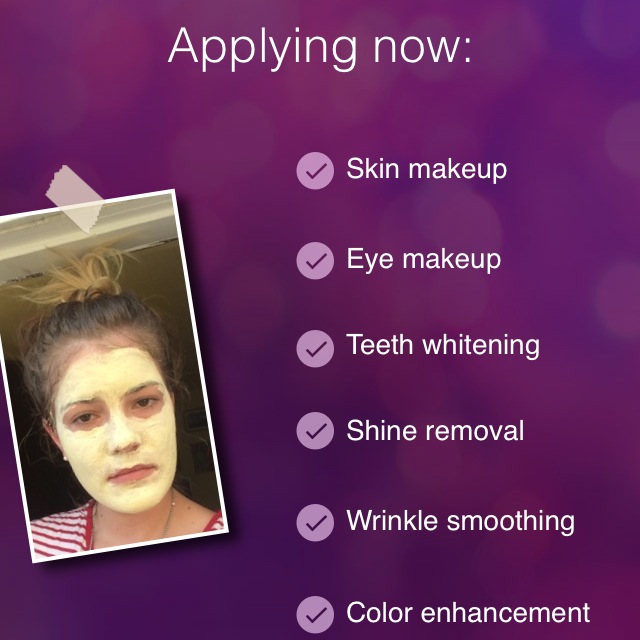 Applying now:
Skin makeup
Eye makeup
Teeth whitening
Shine removal
Wrinkle smoothing
Color enhancement